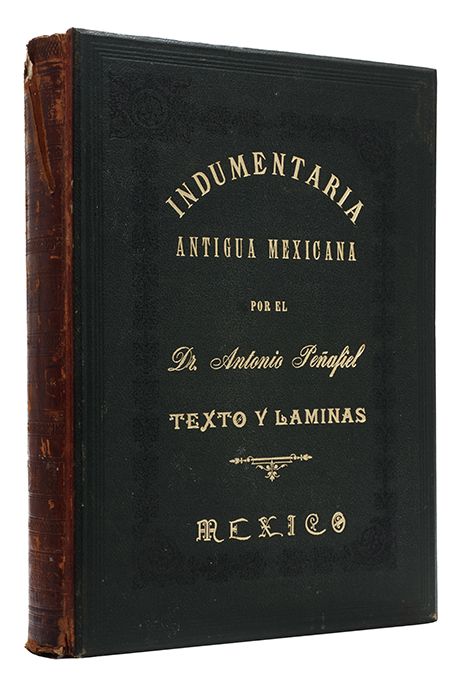 INDUMENTARIA
ANTIGUA MEXICANA
POR EL
Dr. Antonio Peñafiel
TEXTO Y LAMINAS
MEXICO